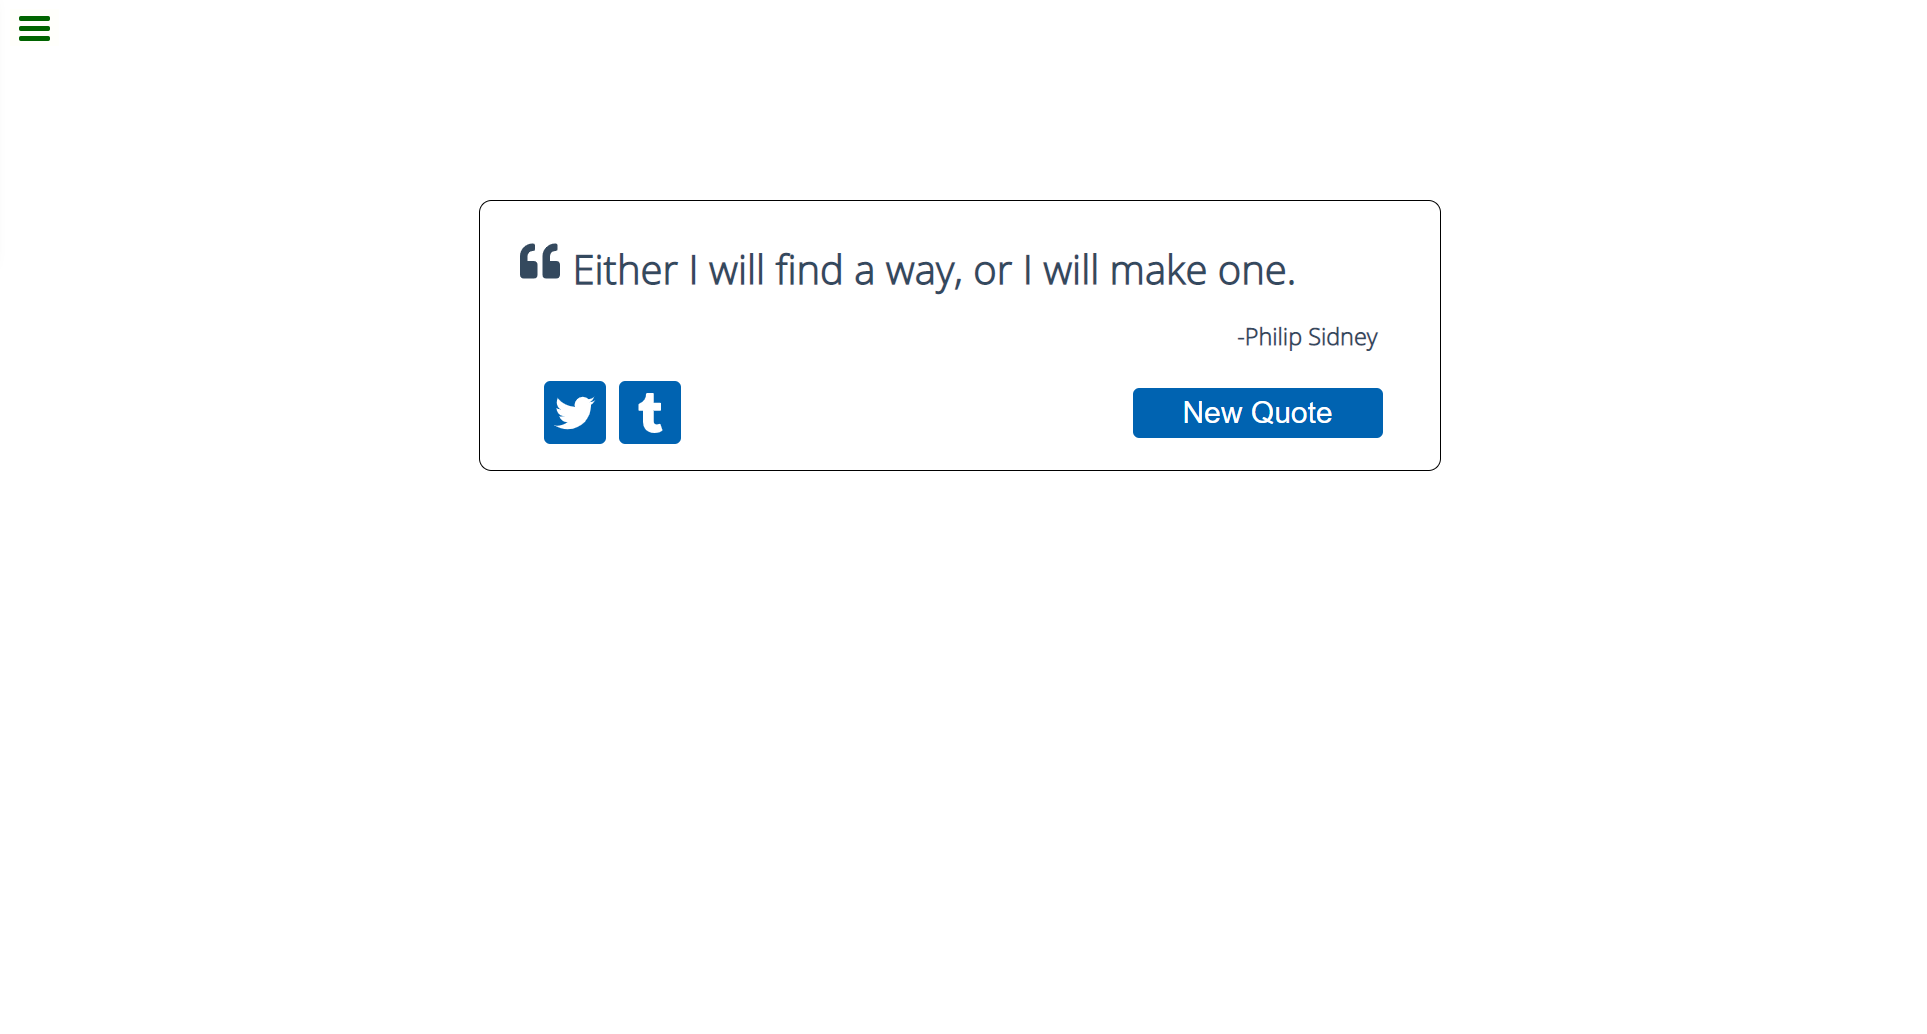 Either I will find a way, or I will make one.
-Philip Sidney
New Quote